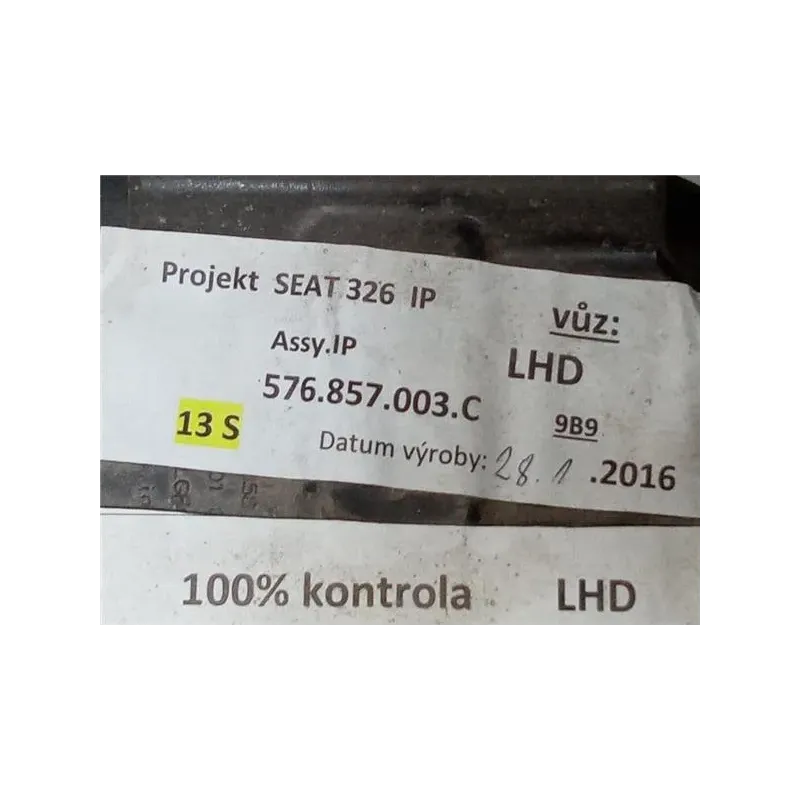 Projekt SEAT 326 IP
vůz:
Assy.IP
LHD
576.857.003.C
9B9
13 S
Datum výroby: 28.1.2016
100% kontrola LHD